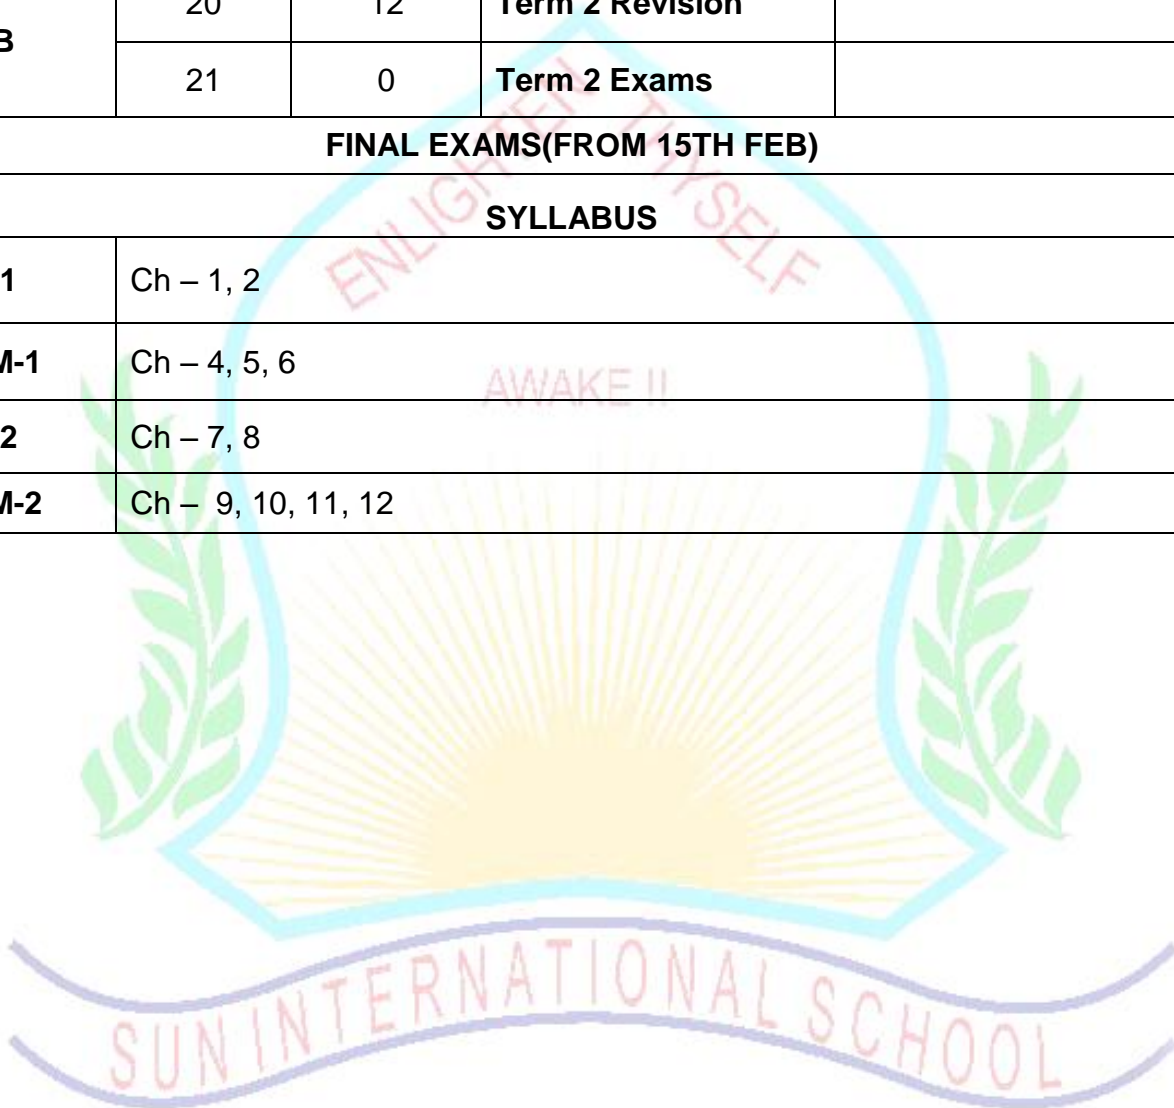 20 12 Term 2 Revision
B
21 0 Term 2 Exams
FINAL EXAMS(FROM 15TH FEB)
SYLLABUS
1 Ch – 1, 2
M-1 Ch – 4, 5, 6
2 Ch – 7, 8
M-2 Ch – 9, 10, 11, 12
ENLIGHTEN THYSELF
AWAKE !!
SUN INTERNATIONAL SCHOOL